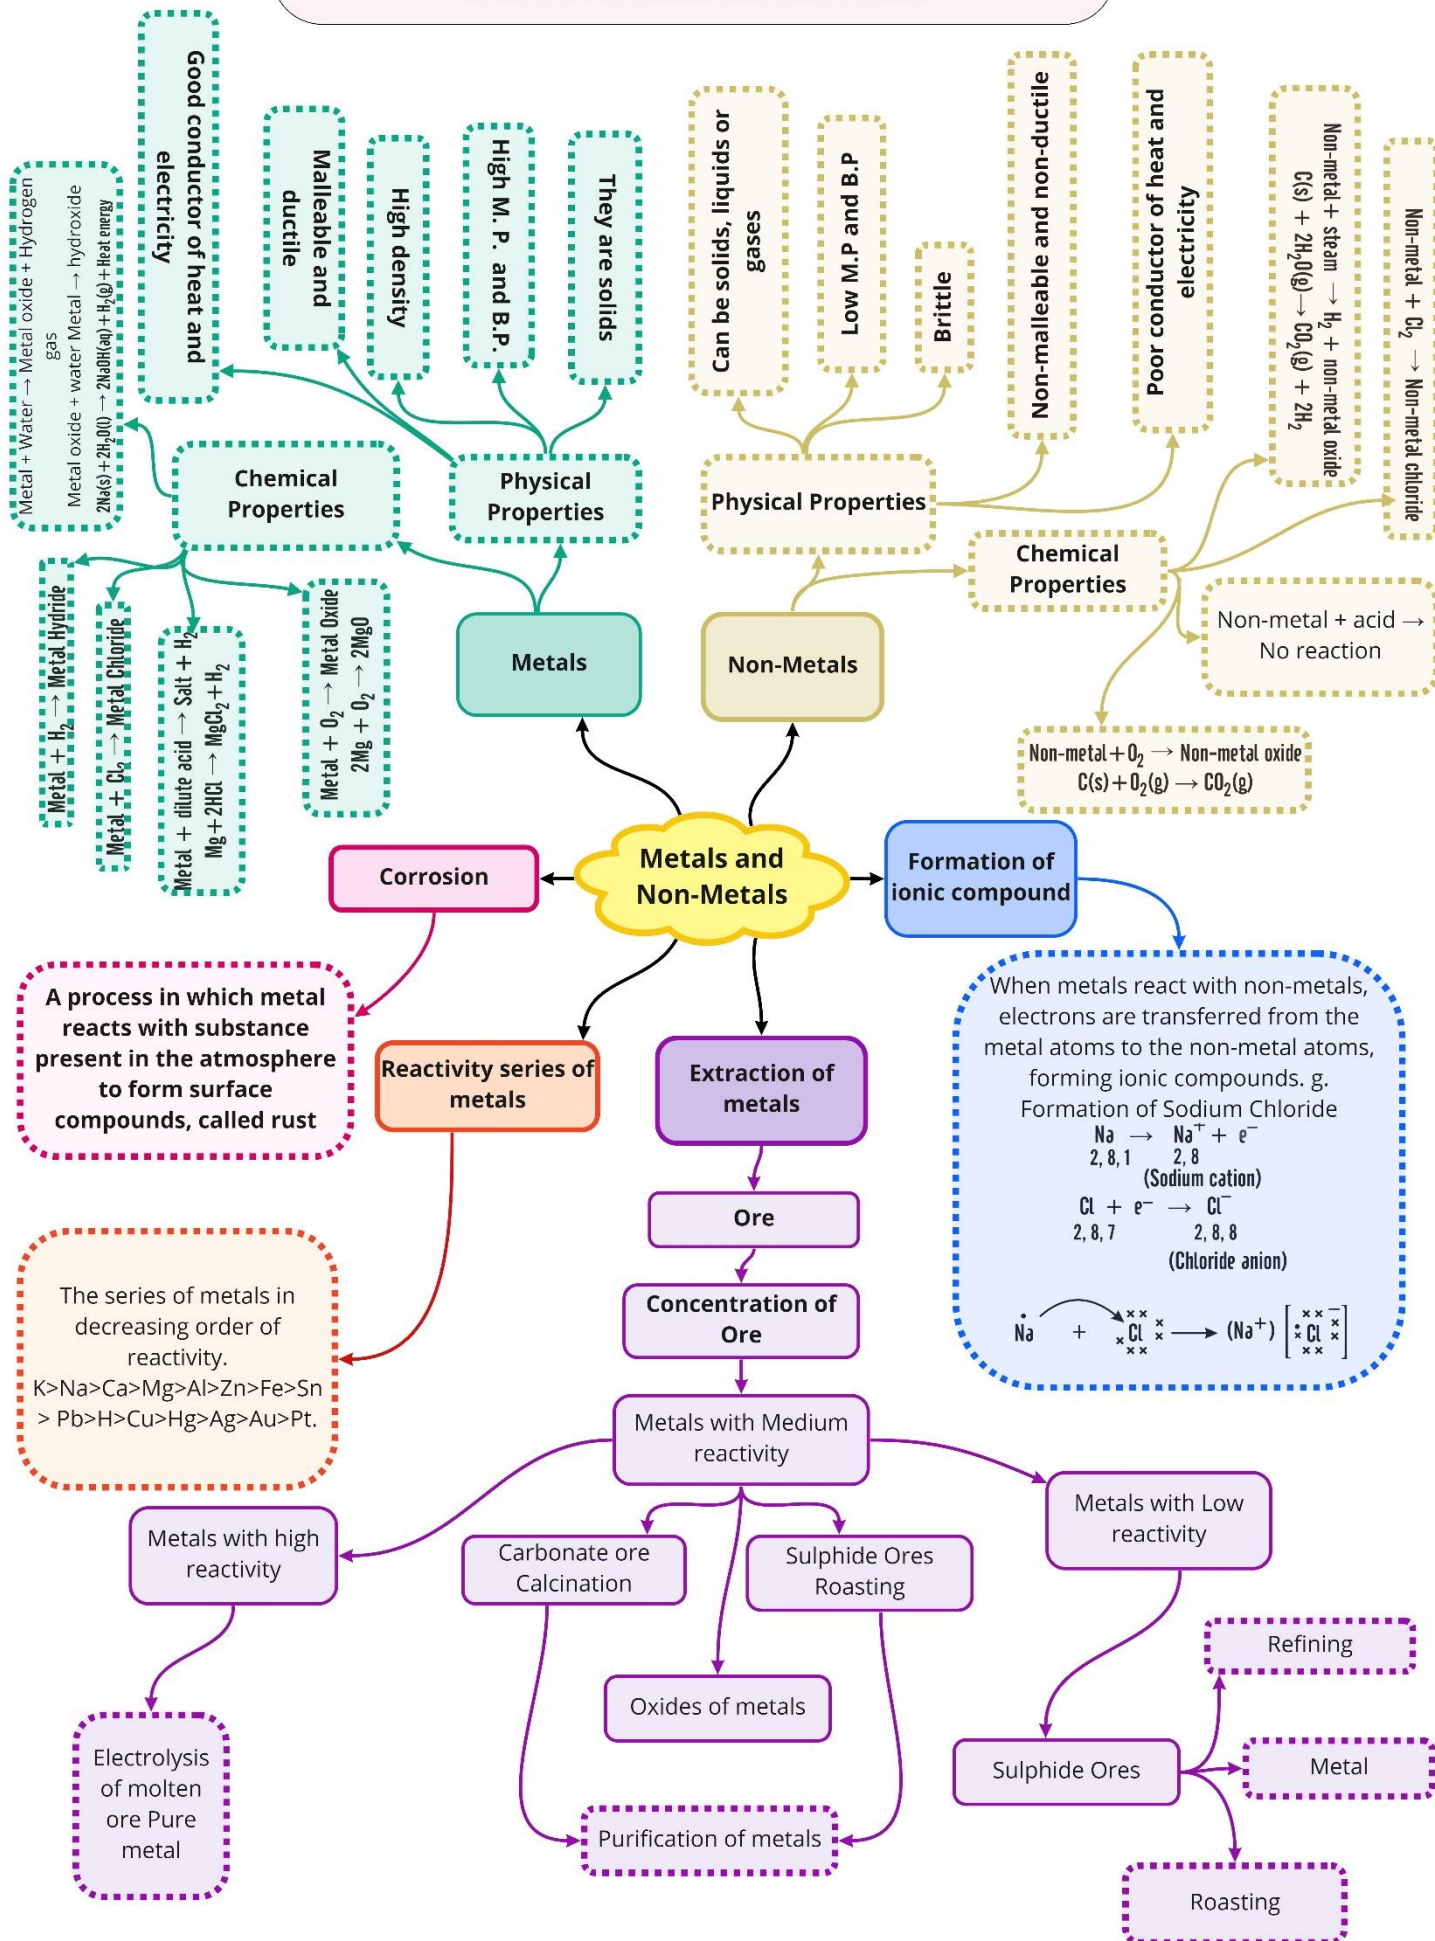 Good conductor of heat and
electricity
Malleable and
ductile
High density
High M. P. and B.P.
They are solids
Can be solids, liquids or
gases
Low M.P and B.P
Brittle
Non-malleable and non-ductile
Poor conductor of heat and
electricity
Non-metal + steam → H₂ + non-metal oxide
C(s) + 2H₂O(g) → CO₂(g) + 2H₂
Non-metal + Cl₂ → Non-metal chloride
Metal + Water → Metal oxide + Hydrogen
gas
Metal oxide + water Metal → hydroxide
2Na(s) + 2H₂O(l) → 2NaOH(aq) + H₂(g) + Heat energy
Chemical
Properties
Physical
Properties
Physical Properties
Chemical
Properties
Metal + H₂ → Metal Hydride
Metal + Cl₂ → Metal Chloride
Metal + dilute acid → Salt + H₂
Mg + 2HCl → MgCl₂ + H₂
Metal + O₂ → Metal Oxide
2Mg + O₂ → 2MgO
Metals
Non-Metals
Non-metal + acid →
No reaction
Non-metal + O₂ → Non-metal oxide
C(s) + O₂(g) → CO₂(g)
Metals and
Non-Metals
Corrosion
Formation of
ionic compound
A process in which metal
reacts with substance
present in the atmosphere
to form surface
compounds, called rust
Reactivity series of
metals
Extraction of
metals
When metals react with non-metals,
electrons are transferred from the
metal atoms to the non-metal atoms,
forming ionic compounds. g.
Formation of Sodium Chloride
Na → Na⁺ + e⁻
2, 8, 1 2, 8
(Sodium cation)
Cl + e⁻ → Cl⁻
2, 8, 7 2, 8, 8
(Chloride anion)
Na + Cl → (Na⁺) [Cl]⁻
The series of metals in
decreasing order of
reactivity.
K>Na>Ca>Mg>Al>Zn>Fe>Sn
> Pb>H>Cu>Hg>Ag>Au>Pt.
Ore
Concentration of
Ore
Metals with Medium
reactivity
Metals with high
reactivity
Carbonate ore
Calcination
Sulphide Ores
Roasting
Metals with Low
reactivity
Oxides of metals
Electrolysis
of molten
ore Pure
metal
Purification of metals
Sulphide Ores
Refining
Metal
Roasting